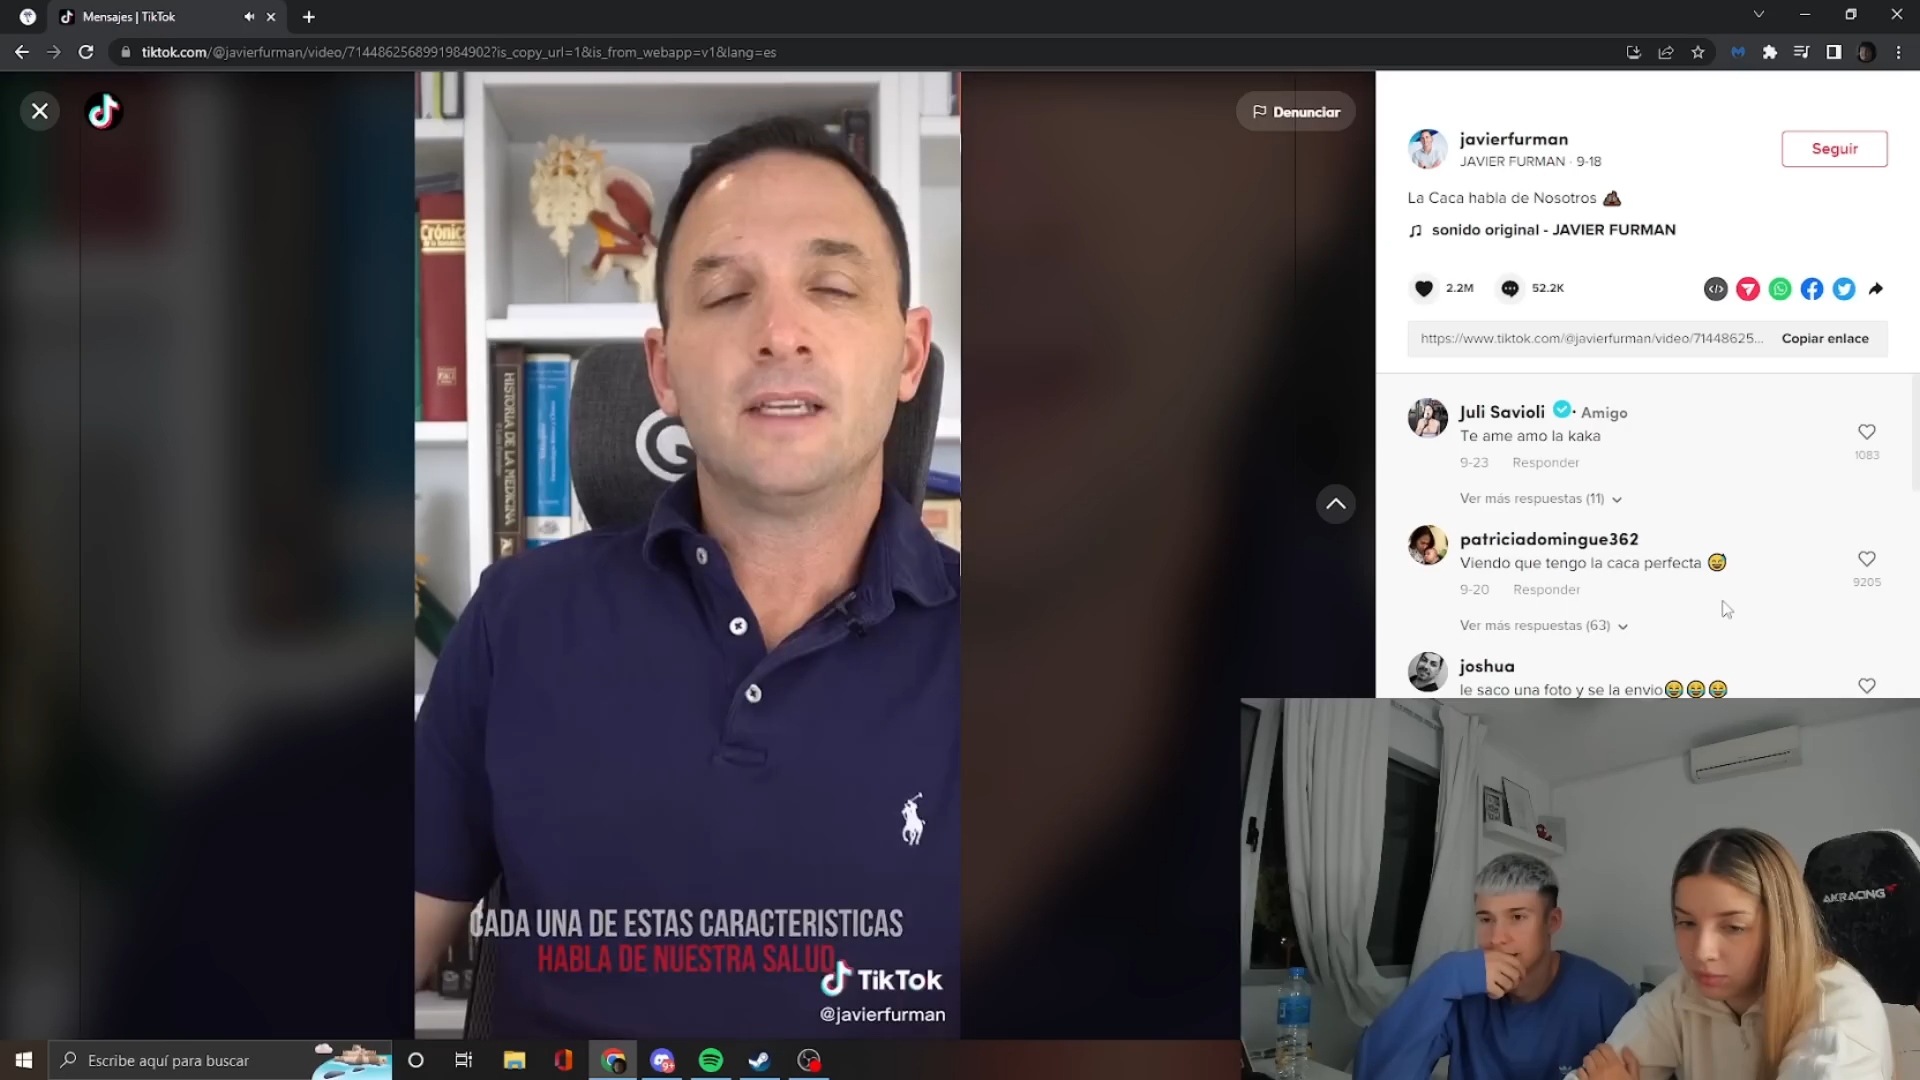 Mensajes | TikTok
tiktok.com/@javierfurman/video/7144862568991984902?is_copy_url=1&is_from_webapp=v1&lang=es
Denunciar
javierfurman
JAVIER FURMAN · 9-18
Seguir
La Caca habla de Nosotros
sonido original - JAVIER FURMAN
2.2M
52.2K
https://www.tiktok.com/@javierfurman/video/71448625...
Copiar enlace
Juli Savioli · Amigo
Te ame amo la kaka
1083
9-23 Responder
Ver más respuestas (11)
patriciadomingue362
Viendo que tengo la caca perfecta 😅
9205
9-20 Responder
Ver más respuestas (63)
joshua
le saco una foto y se la envio😂😂😂
Crónica
HISTORIA DE LA MEDICINA
CADA UNA DE ESTAS CARACTERISTICAS
HABLA DE NUESTRA SALUD
TikTok
@javierfurman
AKRACING
Escribe aquí para buscar